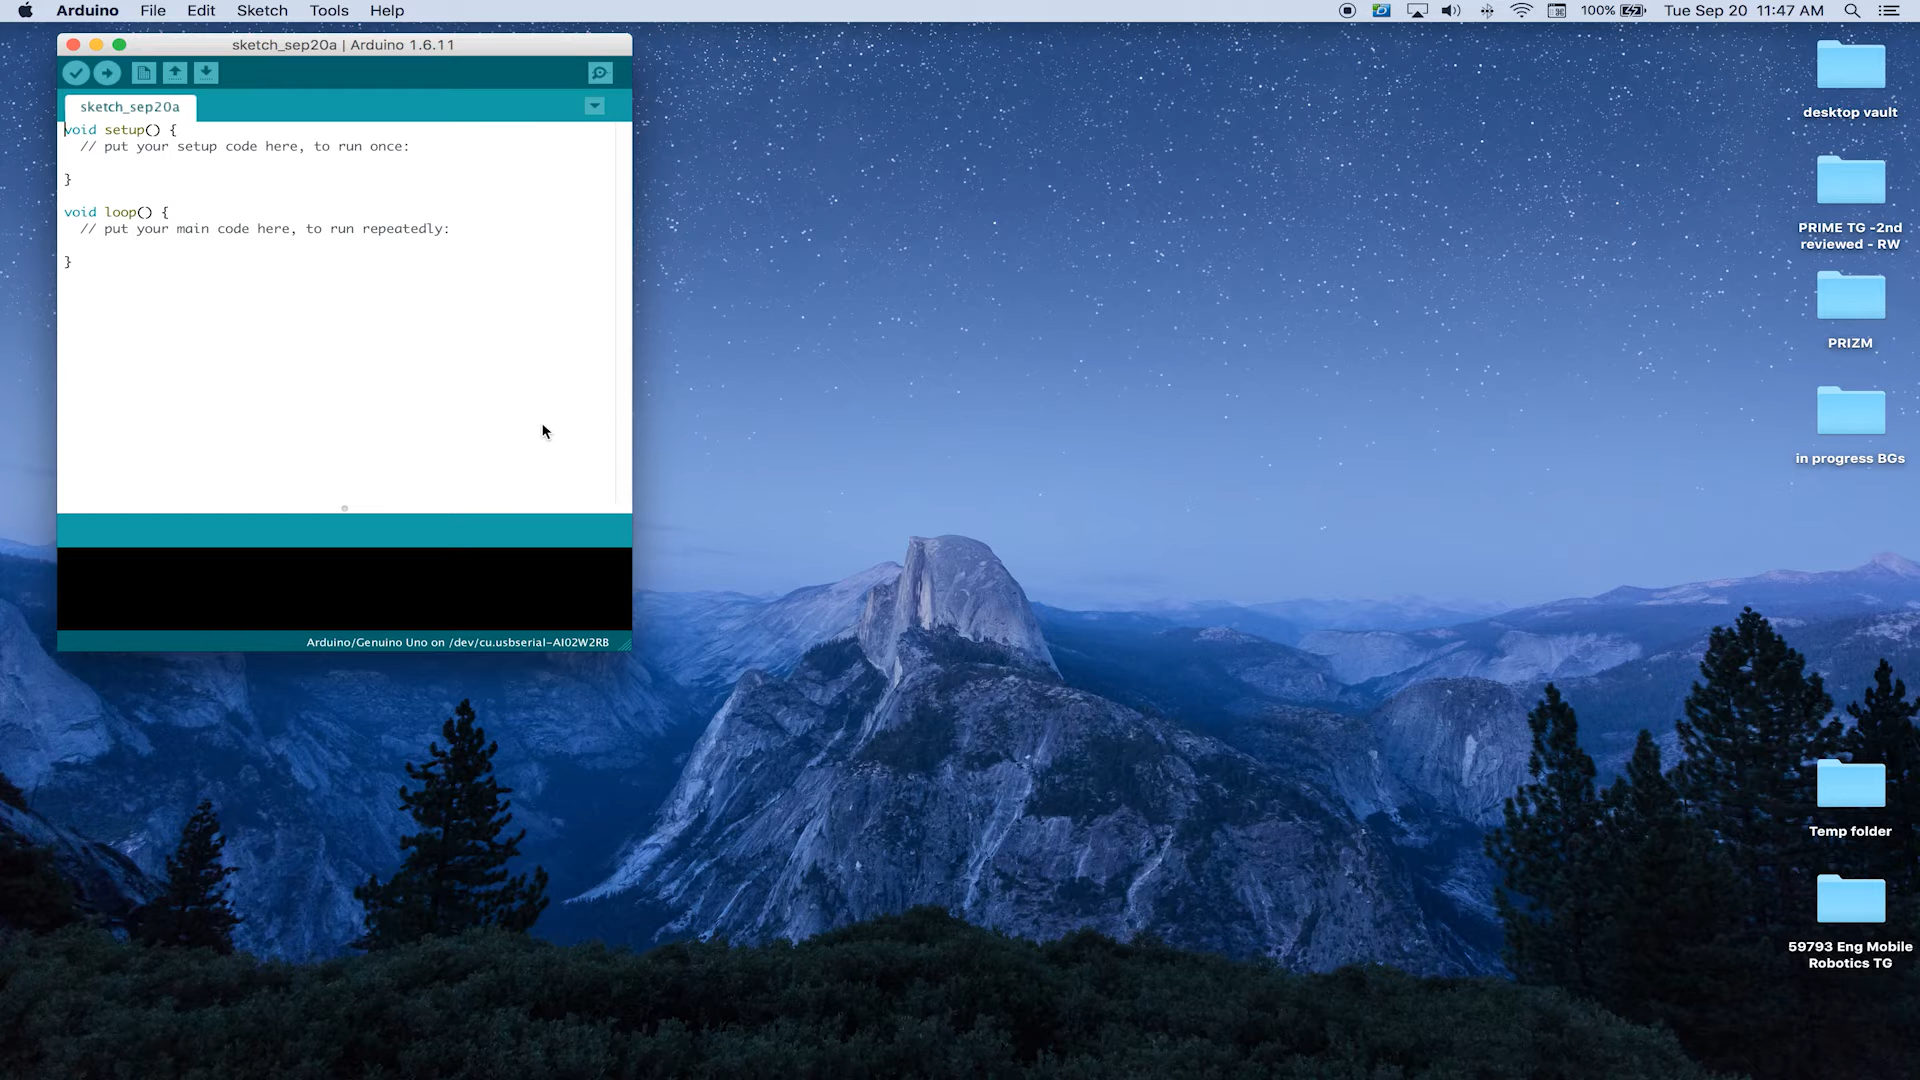 Arduino File Edit Sketch Tools Help
100% Tue Sep 20 11:47 AM
sketch_sep20a | Arduino 1.6.11
sketch_sep20a
void setup() {
// put your setup code here, to run once:
}
void loop() {
// put your main code here, to run repeatedly:
}
Arduino/Genuino Uno on /dev/cu.usbserial-AI02W2RB
desktop vault
PRIME TG -2nd
reviewed - RW
PRIZM
in progress BGs
Temp folder
59793 Eng Mobile
Robotics TG